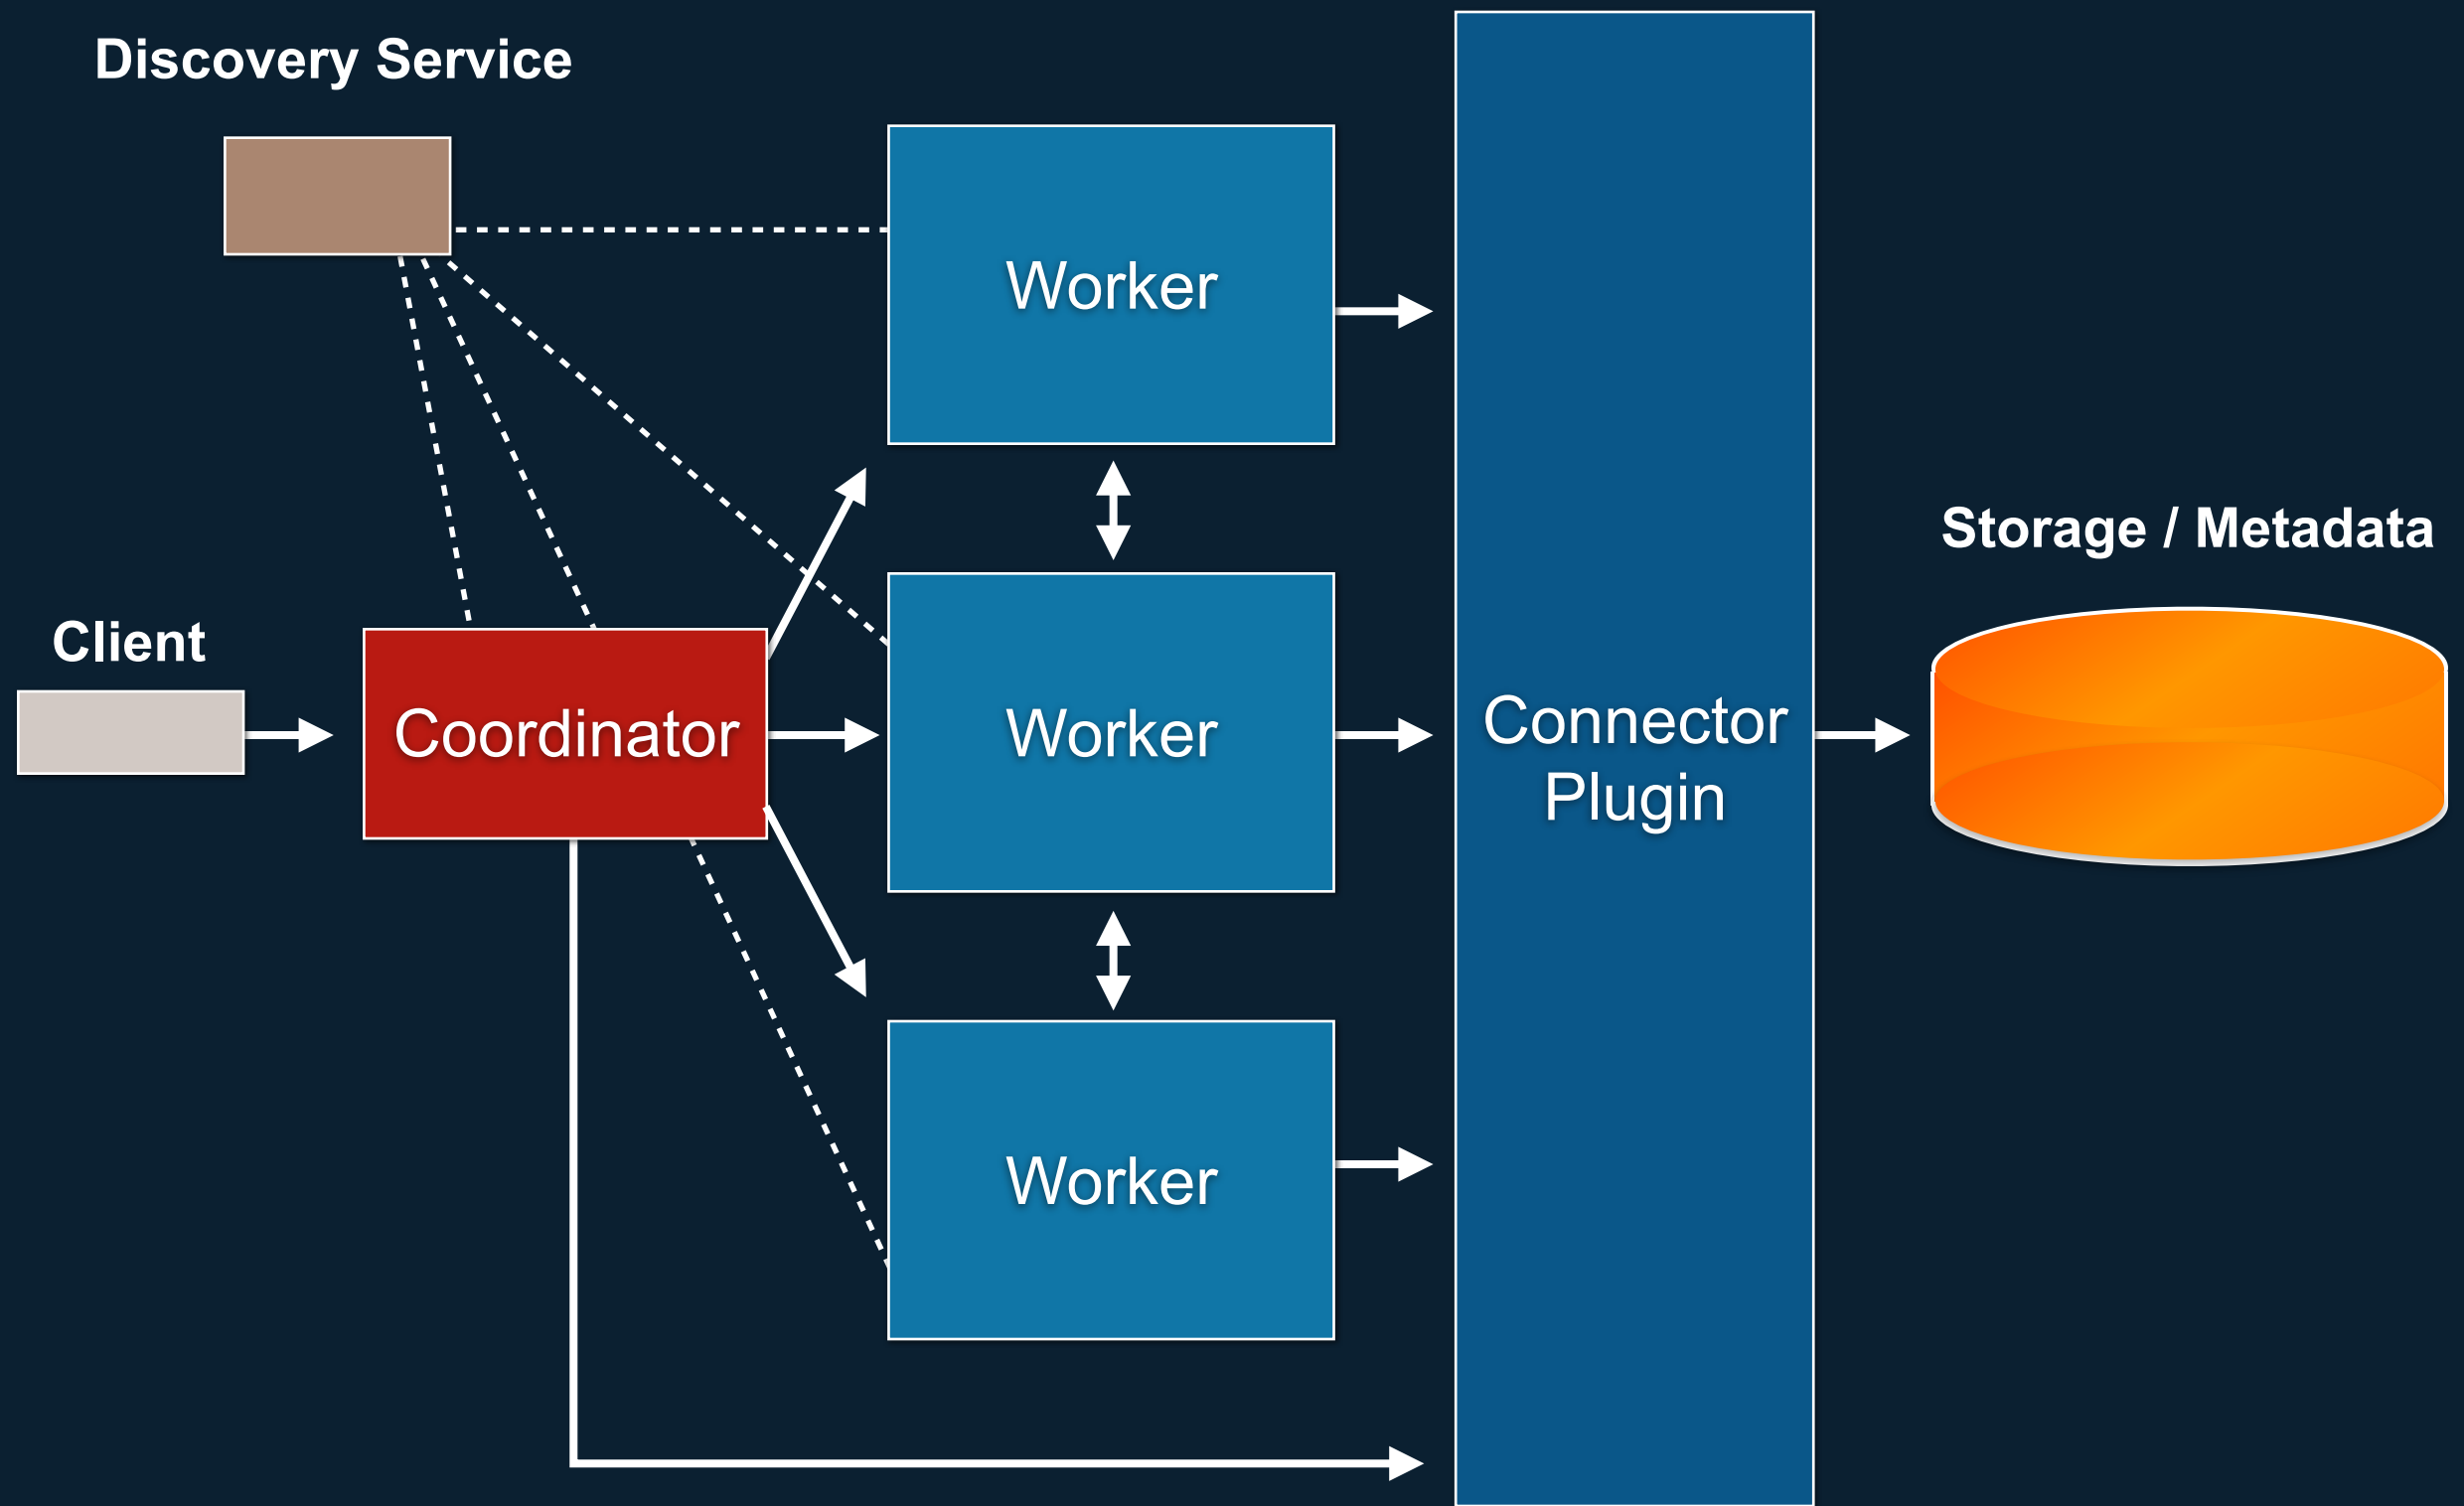 Discovery Service
Worker
Storage / Metadata
Client
Coordinator
Worker
Connector
Plugin
Worker